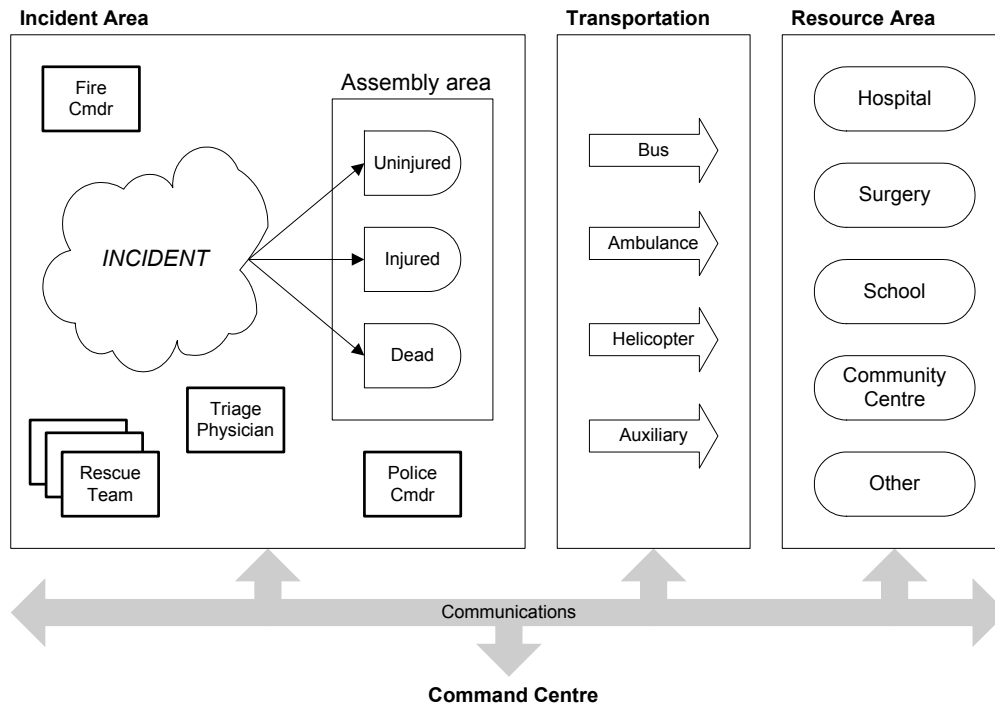 Incident Area
Fire
Cmdr
Assembly area
Uninjured
INCIDENT
Injured
Dead
Triage
Physician
Rescue
Team
Police
Cmdr
Transportation
Bus
Ambulance
Helicopter
Auxiliary
Resource Area
Hospital
Surgery
School
Community
Centre
Other
Communications
Command Centre